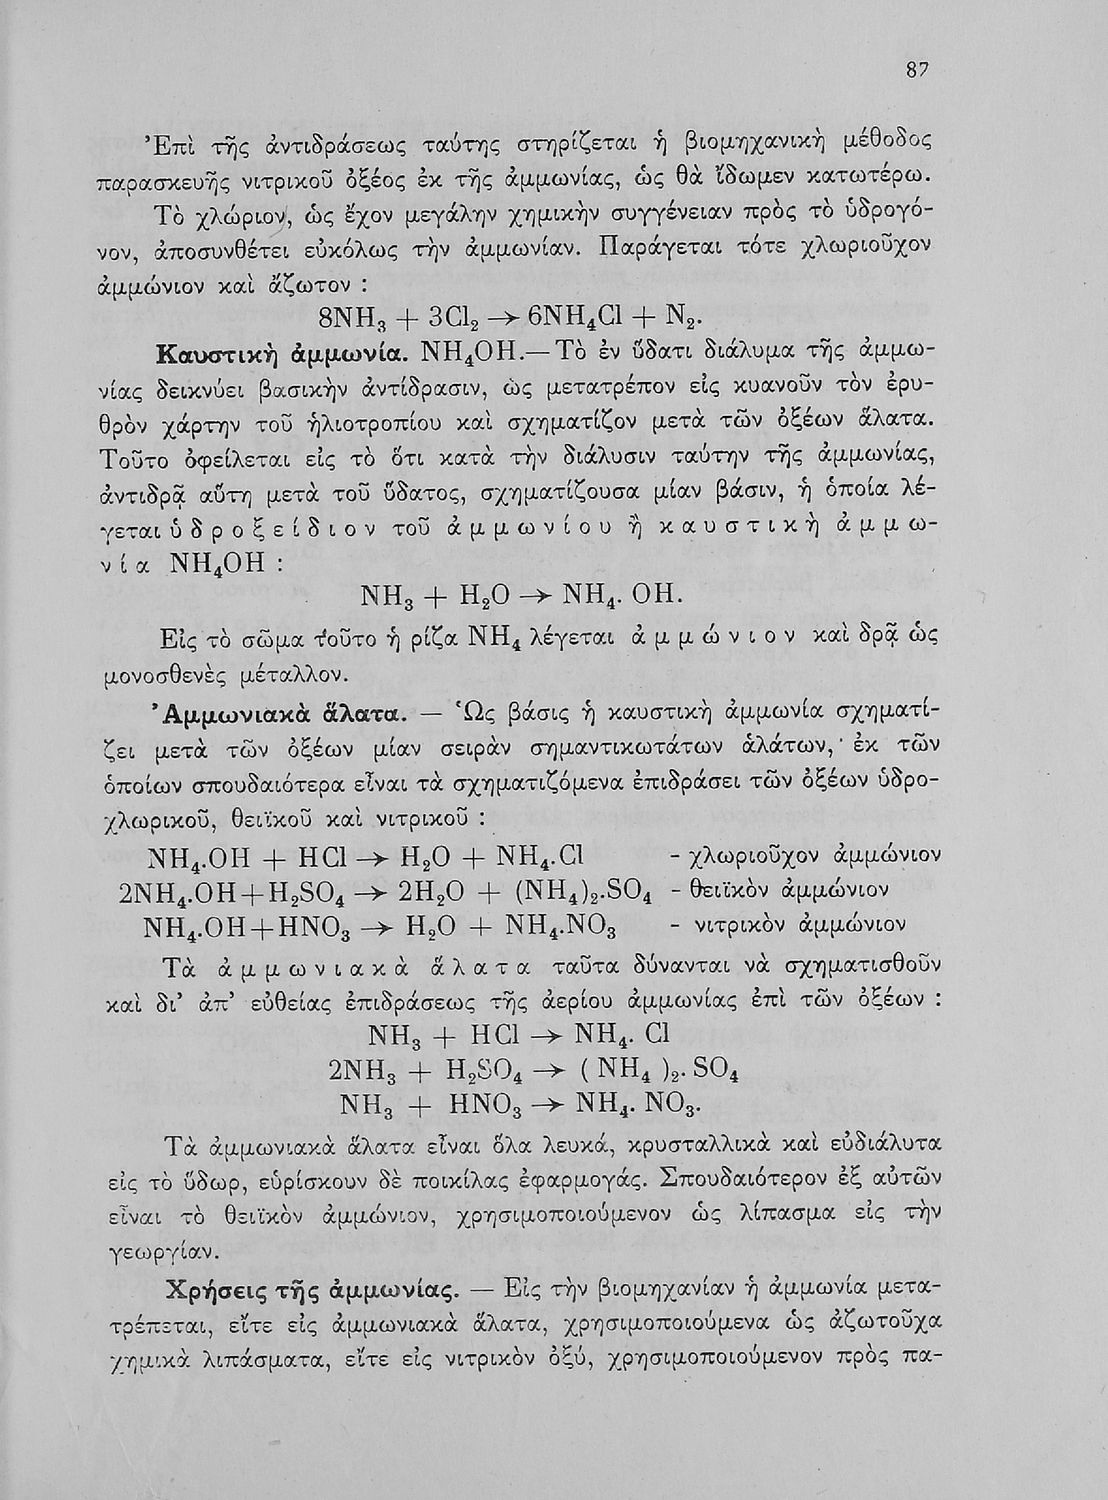 87
Ἐπὶ τῆς ἀντιδράσεως ταύτης στηρίζεται ἡ βιομηχανικὴ μέθοδος
παρασκευῆς νιτρικοῦ ὀξέος ἐκ τῆς ἀμμωνίας, ὡς θὰ ἴδωμεν κατωτέρω.
Τὸ χλώριον, ὡς ἔχον μεγάλην χημικὴν συγγένειαν πρὸς τὸ ὑδρογό-
νον, ἀποσυνθέτει εὐκόλως τὴν ἀμμωνίαν. Παράγεται τότε χλωριοῦχον
ἀμμώνιον καὶ ἄζωτον :
8NH₃ + 3Cl₂ → 6NH₄Cl + N₂.
Καυστικὴ ἀμμωνία. NH₄OH.— Τὸ ἐν ὕδατι διάλυμα τῆς ἀμμω-
νίας δεικνύει βασικὴν ἀντίδρασιν, ὡς μετατρέπον εἰς κυανοῦν τὸν ἐρυ-
θρὸν χάρτην τοῦ ἡλιοτροπίου καὶ σχηματίζον μετὰ τῶν ὀξέων ἅλατα.
Τοῦτο ὀφείλεται εἰς τὸ ὅτι κατὰ τὴν διάλυσιν ταύτην τῆς ἀμμωνίας,
ἀντιδρᾷ αὕτη μετὰ τοῦ ὕδατος, σχηματίζουσα μίαν βάσιν, ἡ ὁποία λέ-
γεται ὑδροξείδιον τοῦ ἀμμωνίου ἢ καυστικὴ ἀμμω-
νία NH₄OH :
NH₃ + H₂O → NH₄. OH.
Εἰς τὸ σῶμα τοῦτο ἡ ρίζα NH₄ λέγεται ἀμμώνιον καὶ δρᾷ ὡς
μονοσθενὲς μέταλλον.
Ἀμμωνιακὰ ἅλατα. — Ὡς βάσις ἡ καυστικὴ ἀμμωνία σχηματί-
ζει μετὰ τῶν ὀξέων μίαν σειρὰν σημαντικωτάτων ἁλάτων, ἐκ τῶν
ὁποίων σπουδαιότερα εἶναι τὰ σχηματιζόμενα ἐπιδράσει τῶν ὀξέων ὑδρο-
χλωρικοῦ, θειϊκοῦ καὶ νιτρικοῦ :
NH₄.OH + HCl → H₂O + NH₄.Cl - χλωριοῦχον ἀμμώνιον
2NH₄.OH+H₂SO₄ → 2H₂O + (NH₄)₂.SO₄ - θειϊκὸν ἀμμώνιον
NH₄.OH+HNO₃ → H₂O + NH₄.NO₃ - νιτρικὸν ἀμμώνιον
Τὰ ἀμμωνιακὰ ἅλατα ταῦτα δύνανται νὰ σχηματισθοῦν
καὶ δι’ ἀπ’ εὐθείας ἐπιδράσεως τῆς ἀερίου ἀμμωνίας ἐπὶ τῶν ὀξέων :
NH₃ + HCl → NH₄. Cl
2NH₃ + H₂SO₄ → ( NH₄ )₂. SO₄
NH₃ + HNO₃ → NH₄. NO₃.
Τὰ ἀμμωνιακὰ ἅλατα εἶναι ὅλα λευκά, κρυσταλλικὰ καὶ εὐδιάλυτα
εἰς τὸ ὕδωρ, εὑρίσκουν δὲ ποικίλας ἐφαρμογάς. Σπουδαιότερον ἐξ αὐτῶν
εἶναι τὸ θειϊκὸν ἀμμώνιον, χρησιμοποιούμενον ὡς λίπασμα εἰς τὴν
γεωργίαν.
Χρήσεις τῆς ἀμμωνίας. — Εἰς τὴν βιομηχανίαν ἡ ἀμμωνία μετα-
τρέπεται, εἴτε εἰς ἀμμωνιακὰ ἅλατα, χρησιμοποιούμενα ὡς ἀζωτοῦχα
χημικὰ λιπάσματα, εἴτε εἰς νιτρικὸν ὀξύ, χρησιμοποιούμενον πρὸς πα-